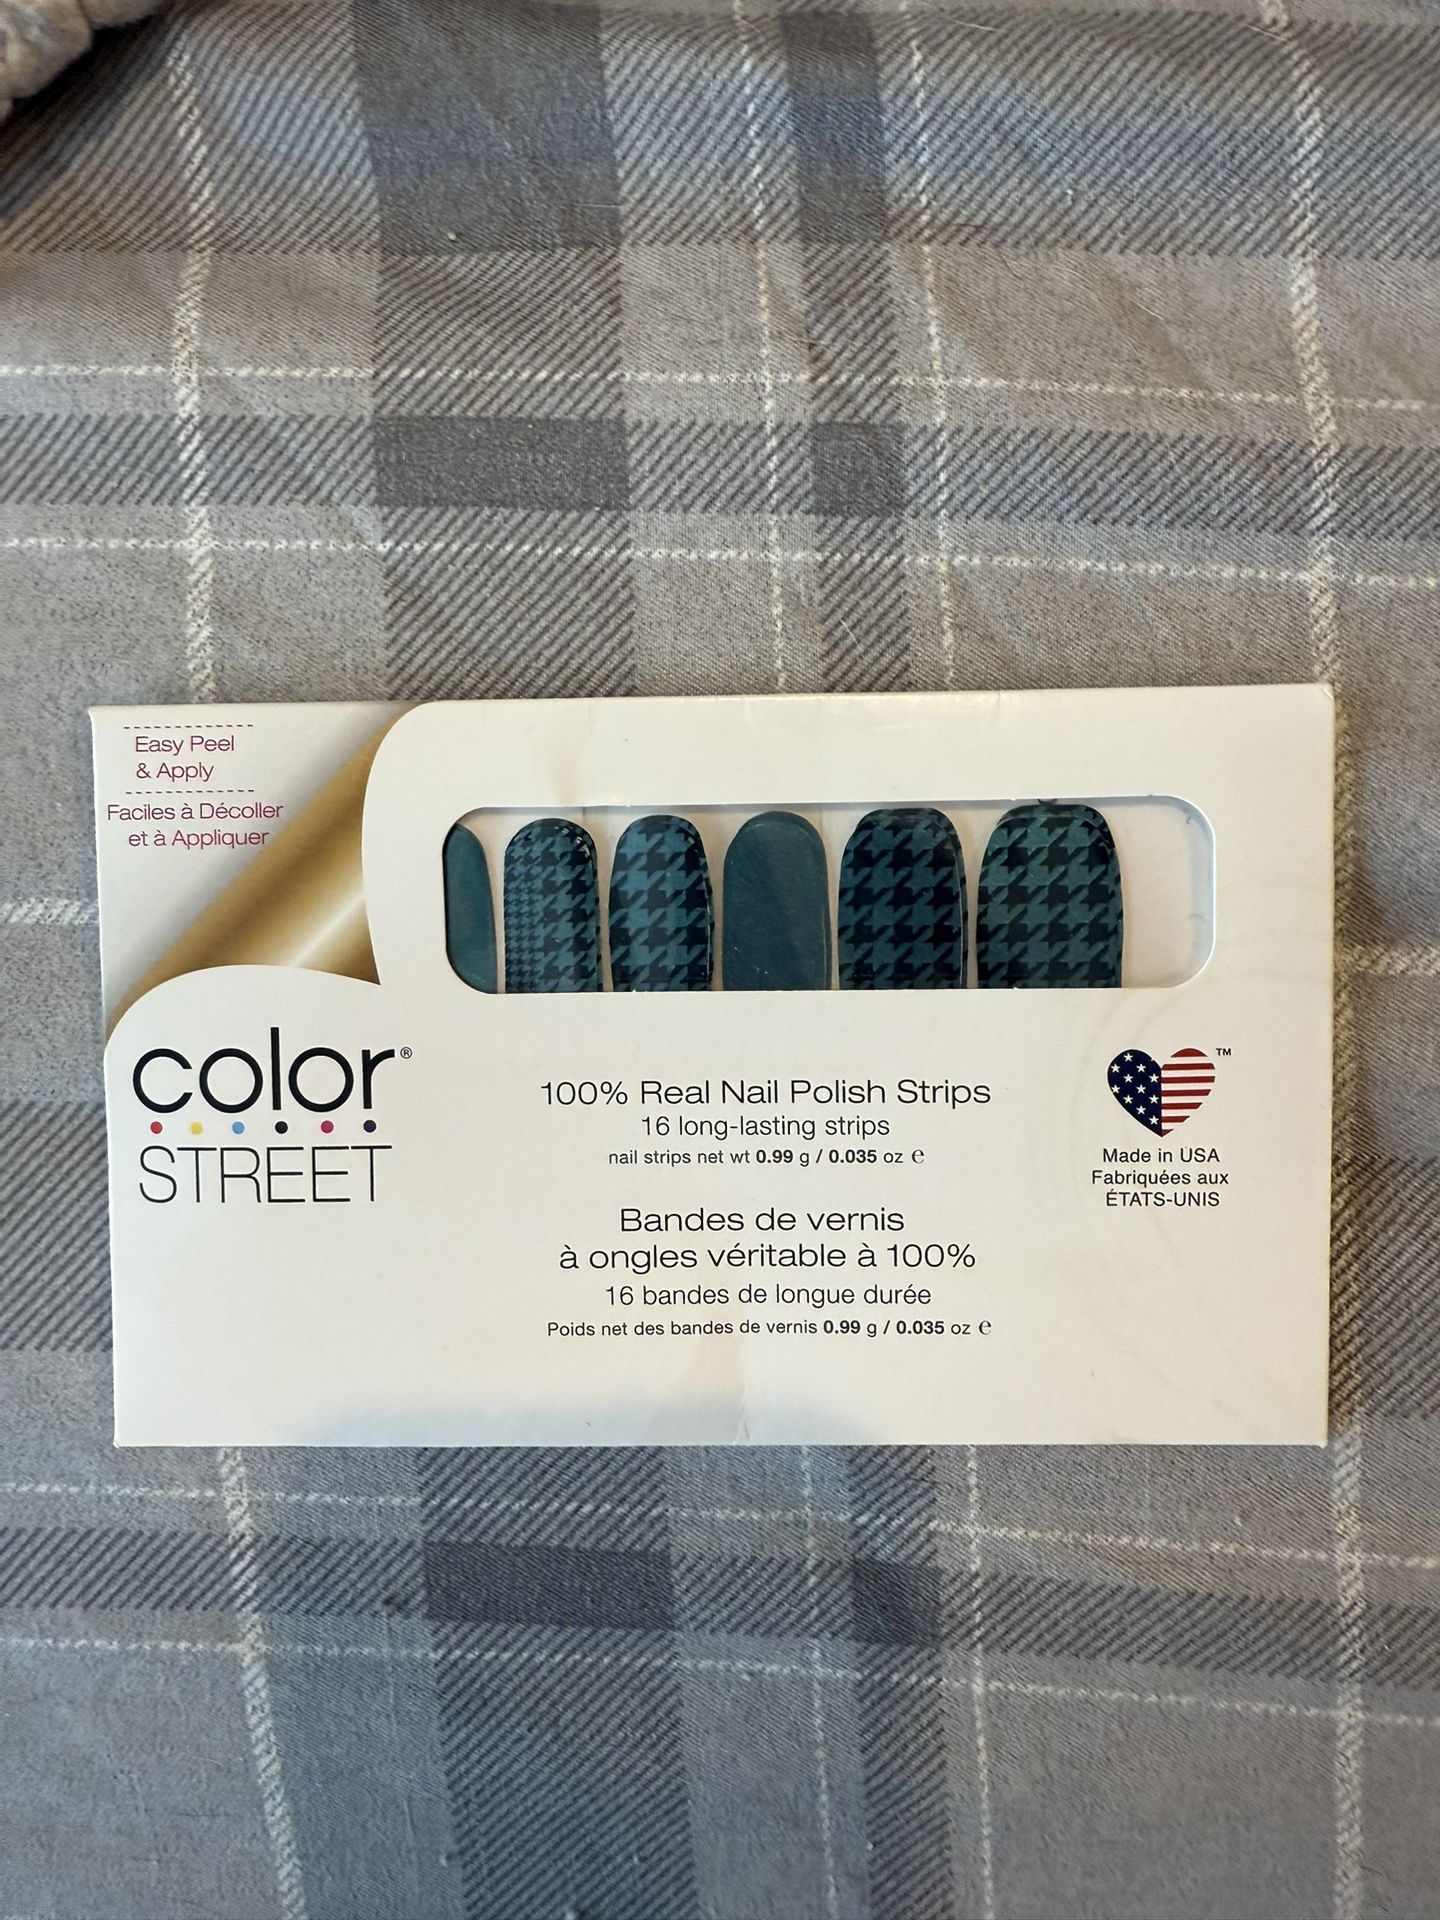 Easy Peel
& Apply
Faciles à Décoller
et à Appliquer
color®
STREET
100% Real Nail Polish Strips
16 long-lasting strips
nail strips net wt 0.99 g / 0.035 oz ℮
Bandes de vernis
à ongles véritable à 100%
16 bandes de longue durée
Poids net des bandes de vernis 0.99 g / 0.035 oz ℮
™
Made in USA
Fabriquées aux
ÉTATS-UNIS